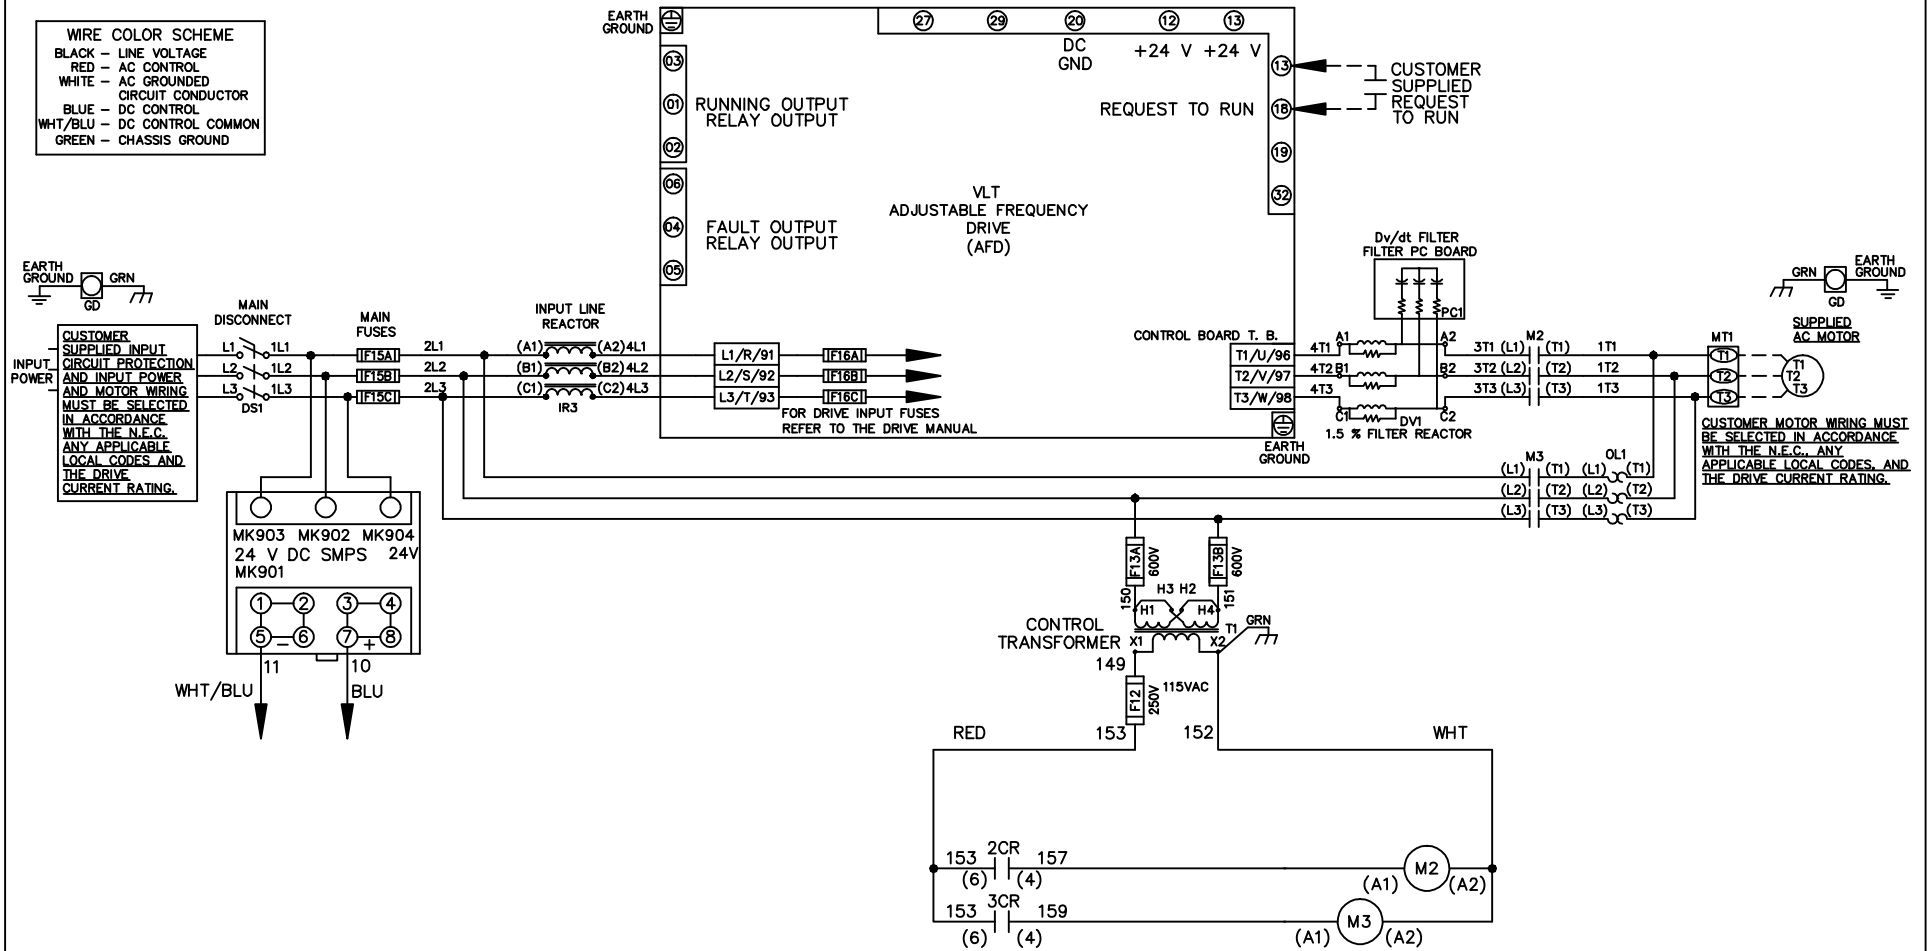 WIRE COLOR SCHEME
BLACK – LINE VOLTAGE
RED – AC CONTROL
WHITE – AC GROUNDED
CIRCUIT CONDUCTOR
BLUE – DC CONTROL
WHT/BLU – DC CONTROL COMMON
GREEN – CHASSIS GROUND
EARTH
GROUND
27 29 20 12 13
DC
GND
+24 V +24 V
03
01
02
RUNNING OUTPUT
RELAY OUTPUT
06
04
05
FAULT OUTPUT
RELAY OUTPUT
VLT
ADJUSTABLE FREQUENCY
DRIVE
(AFD)
REQUEST TO RUN
13
18
19
32
CUSTOMER
SUPPLIED
REQUEST
TO RUN
EARTH
GROUND
GRN
GD
INPUT
POWER
CUSTOMER
SUPPLIED INPUT
CIRCUIT PROTECTION
AND INPUT POWER
AND MOTOR WIRING
MUST BE SELECTED
IN ACCORDANCE
WITH THE N.E.C.
ANY APPLICABLE
LOCAL CODES AND
THE DRIVE
CURRENT RATING.
MAIN
DISCONNECT
L1 1L1
L2 1L2
L3 1L3
DS1
MAIN
FUSES
F15A
F15B
F15C
2L1
2L2
2L3
INPUT LINE
REACTOR
(A1) (A2) 4L1
(B1) (B2) 4L2
(C1) (C2) 4L3
IR3
L1/R/91
L2/S/92
L3/T/93
F16A
F16B
F16C
FOR DRIVE INPUT FUSES
REFER TO THE DRIVE MANUAL
CONTROL BOARD T. B.
T1/U/96
T2/V/97
T3/W/98
EARTH
GROUND
Dv/dt FILTER
FILTER PC BOARD
PC1
4T1 A1 A2
4T2 B1 B2
4T3 C1 C2
DV1
1.5 % FILTER REACTOR
M2
3T1 (L1) (T1) 1T1
3T2 (L2) (T2) 1T2
3T3 (L3) (T3) 1T3
MT1
T1
T2
T3
GRN
GD
EARTH
GROUND
SUPPLIED
AC MOTOR
T1
T2
T3
CUSTOMER MOTOR WIRING MUST
BE SELECTED IN ACCORDANCE
WITH THE N.E.C., ANY
APPLICABLE LOCAL CODES, AND
THE DRIVE CURRENT RATING.
M3 OL1
(L1) (T1) (L1) (T1)
(L2) (T2) (L2) (T2)
(L3) (T3) (L3) (T3)
MK903 MK902 MK904
24 V DC SMPS 24V
MK901
1 2 3 4
5 – 6 7 + 8
11 10
WHT/BLU BLU
F13A 600V
F13B 600V
150 151
H3 H2
H1 H4
CONTROL
TRANSFORMER
X1 X2
T1
GRN
149
F12 250V
115VAC
153 152
RED WHT
2CR
153 157
(6) (4)
M2
(A1) (A2)
3CR
153 159
(6) (4)
M3
(A1) (A2)